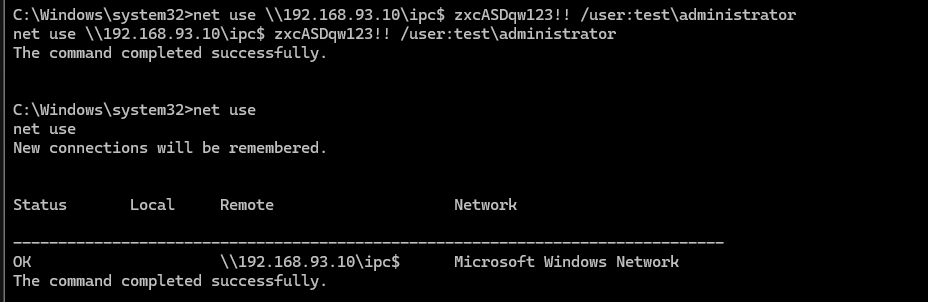 C:\Windows\system32>net use \\192.168.93.10\ipc$ zxcASDqw123!! /user:test\administrator
net use \\192.168.93.10\ipc$ zxcASDqw123!! /user:test\administrator
The command completed successfully.
C:\Windows\system32>net use
net use
New connections will be remembered.
Status       Local     Remote                    Network
-------------------------------------------------------------------------------
OK                     \\192.168.93.10\ipc$      Microsoft Windows Network
The command completed successfully.